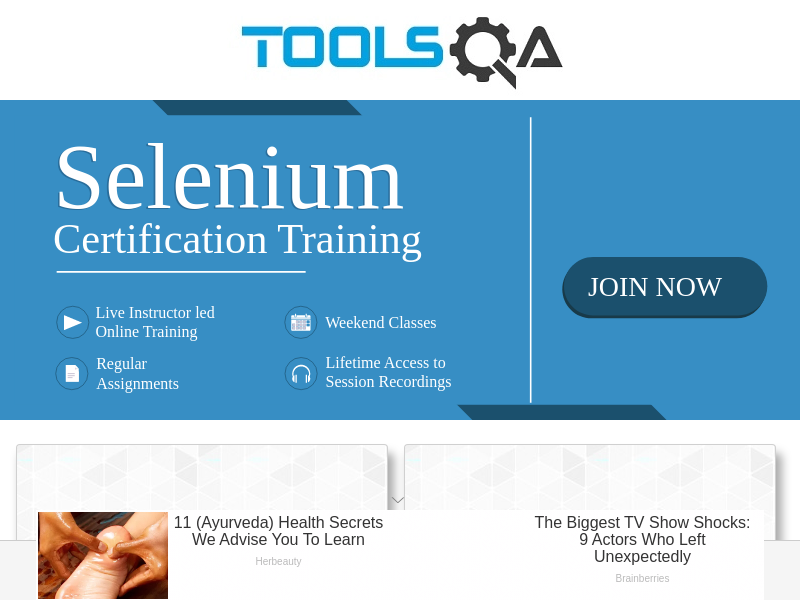 TOOLSQA
Selenium
Certification Training
Live Instructor led
Online Training
Weekend Classes
Regular
Assignments
Lifetime Access to
Session Recordings
JOIN NOW
11 (Ayurveda) Health Secrets
We Advise You To Learn
Herbeauty
The Biggest TV Show Shocks:
9 Actors Who Left
Unexpectedly
Brainberries